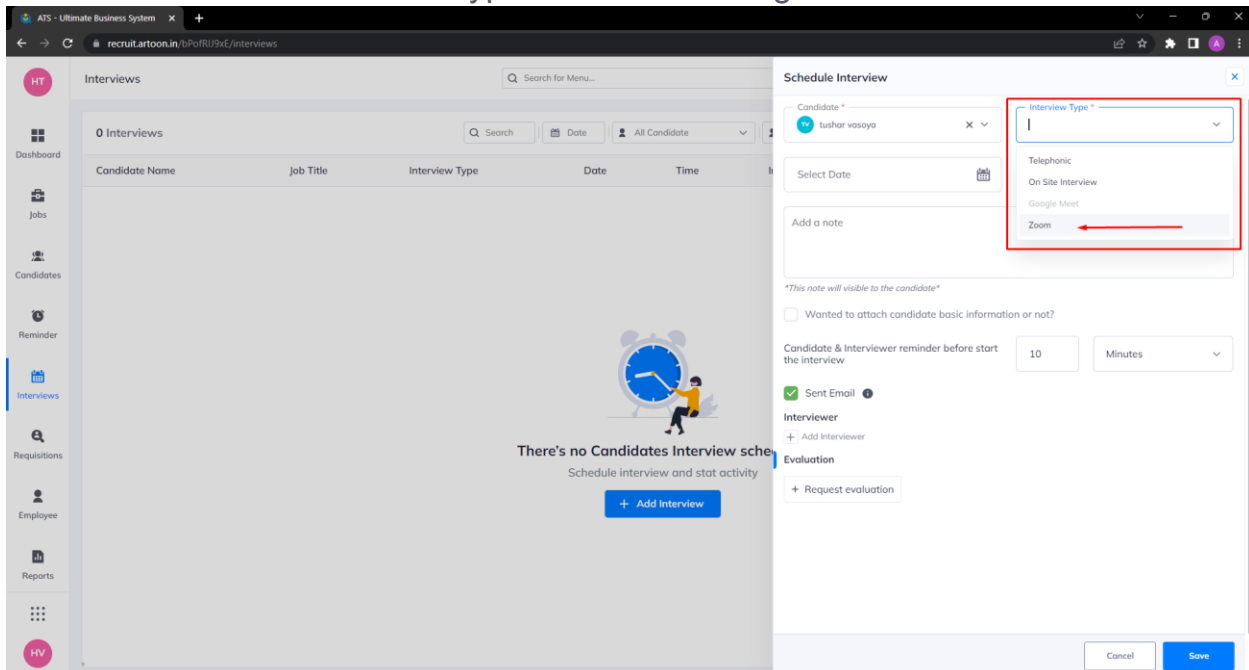 ATS - Ultimate Business System
recruit.artoon.in/bPofRIJ9xE/interviews
A
HT
Interviews
Search for Menu...
Schedule Interview
Candidate *
TV tushar vasoya
Interview Type *
0 Interviews
Search
Date
All Candidate
Dashboard
Candidate Name
Job Title
Interview Type
Date
Time
Select Date
Telephonic
On Site Interview
Google Meet
Zoom
Jobs
Add a note
Candidates
*This note will visible to the candidate*
Wanted to attach candidate basic information or not?
Reminder
Candidate & Interviewer reminder before start
the interview
10
Minutes
Interviews
Sent Email
Interviewer
+ Add Interviewer
Requisitions
There's no Candidates Interview sche
Evaluation
Schedule interview and stat activity
+ Request evaluation
+ Add Interview
Employee
Reports
HV
Cancel
Save